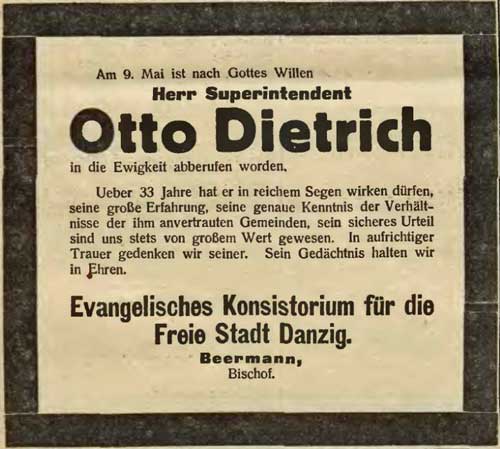 Am 9. Mai ist nach Gottes Willen
Herr Superintendent
Otto Dietrich
in die Ewigkeit abberufen worden.
Ueber 33 Jahre hat er in reichem Segen wirken dürfen,
seine große Erfahrung, seine genaue Kenntnis der Verhält-
nisse der ihm anvertrauten Gemeinden, sein sicheres Urteil
sind uns stets von großem Wert gewesen. In aufrichtiger
Trauer gedenken wir seiner. Sein Gedächtnis halten wir
in Ehren.
Evangelisches Konsistorium für die
Freie Stadt Danzig.
Beermann,
Bischof.